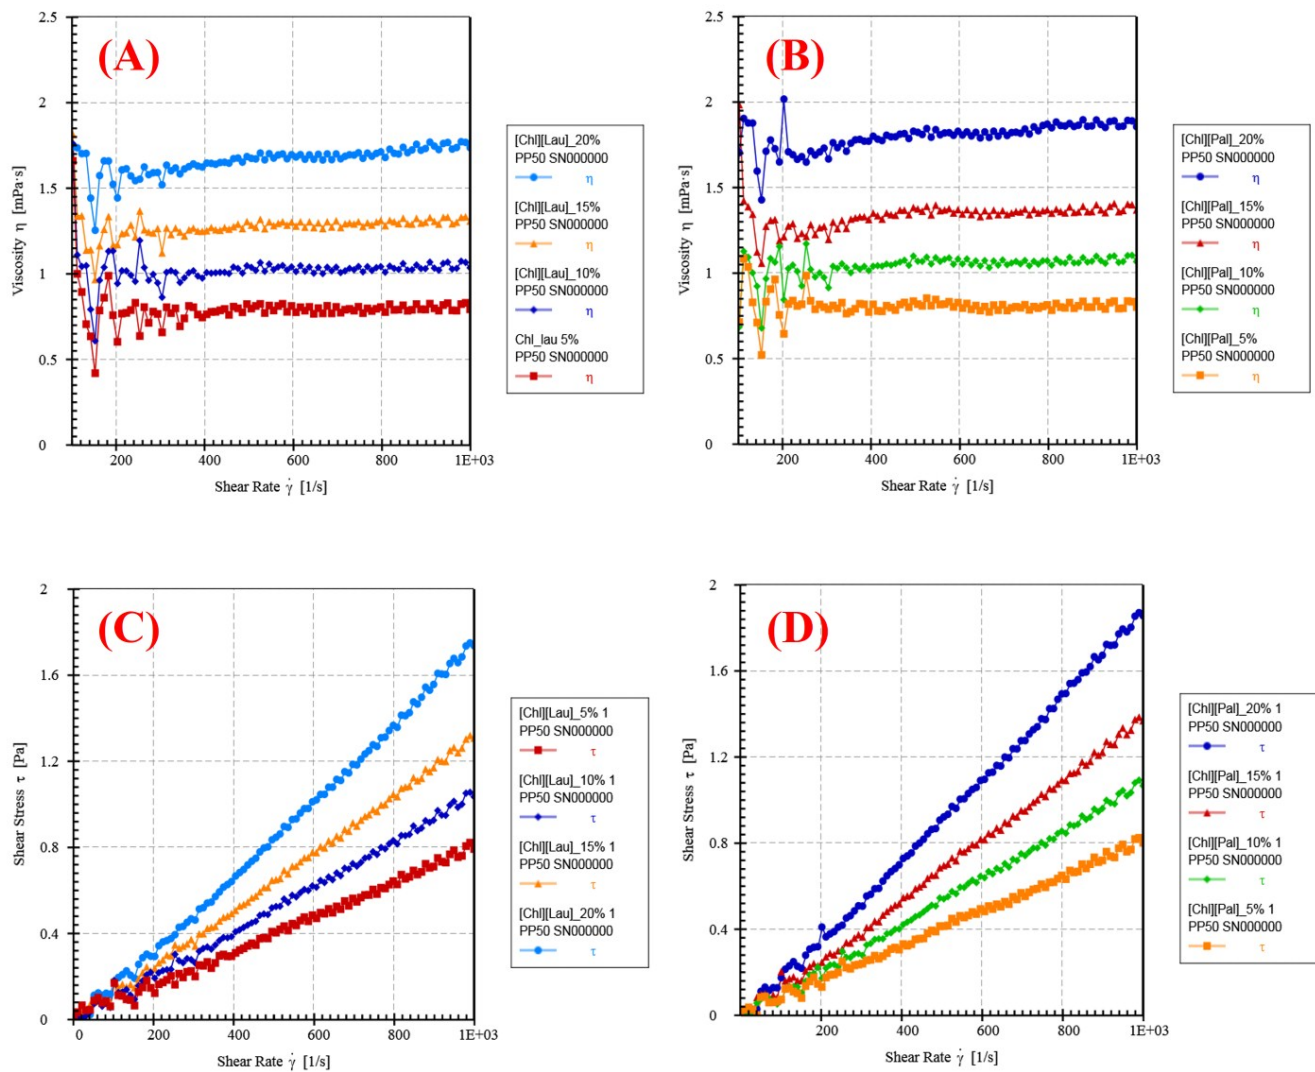 (A)
2.5
2
1.5
1
0.5
0
Viscosity η [mPa·s]
200
400
600
800
1E+03
Shear Rate γ̇ [1/s]
[Chl][Lau]_20%
PP50 SN000000
η
[Chl][Lau]_15%
PP50 SN000000
η
[Chl][Lau]_10%
PP50 SN000000
η
Chl_lau 5%
PP50 SN000000
η
(B)
2.5
2
1.5
1
0.5
0
Viscosity η [mPa·s]
200
400
600
800
1E+03
Shear Rate γ̇ [1/s]
[Chl][Pal]_20%
PP50 SN000000
η
[Chl][Pal]_15%
PP50 SN000000
η
[Chl][Pal]_10%
PP50 SN000000
η
[Chl][Pal]_5%
PP50 SN000000
η
(C)
2
1.6
1.2
0.8
0.4
0
Shear Stress τ [Pa]
0
200
400
600
800
1E+03
Shear Rate γ̇ [1/s]
[Chl][Lau]_5% 1
PP50 SN000000
τ
[Chl][Lau]_10% 1
PP50 SN000000
τ
[Chl][Lau]_15% 1
PP50 SN000000
τ
[Chl][Lau]_20% 1
PP50 SN000000
τ
(D)
2
1.6
1.2
0.8
0.4
0
Shear Stress τ [Pa]
200
400
600
800
1E+03
Shear Rate γ̇ [1/s]
[Chl][Pal]_20% 1
PP50 SN000000
τ
[Chl][Pal]_15% 1
PP50 SN000000
τ
[Chl][Pal]_10% 1
PP50 SN000000
τ
[Chl][Pal]_5% 1
PP50 SN000000
τ